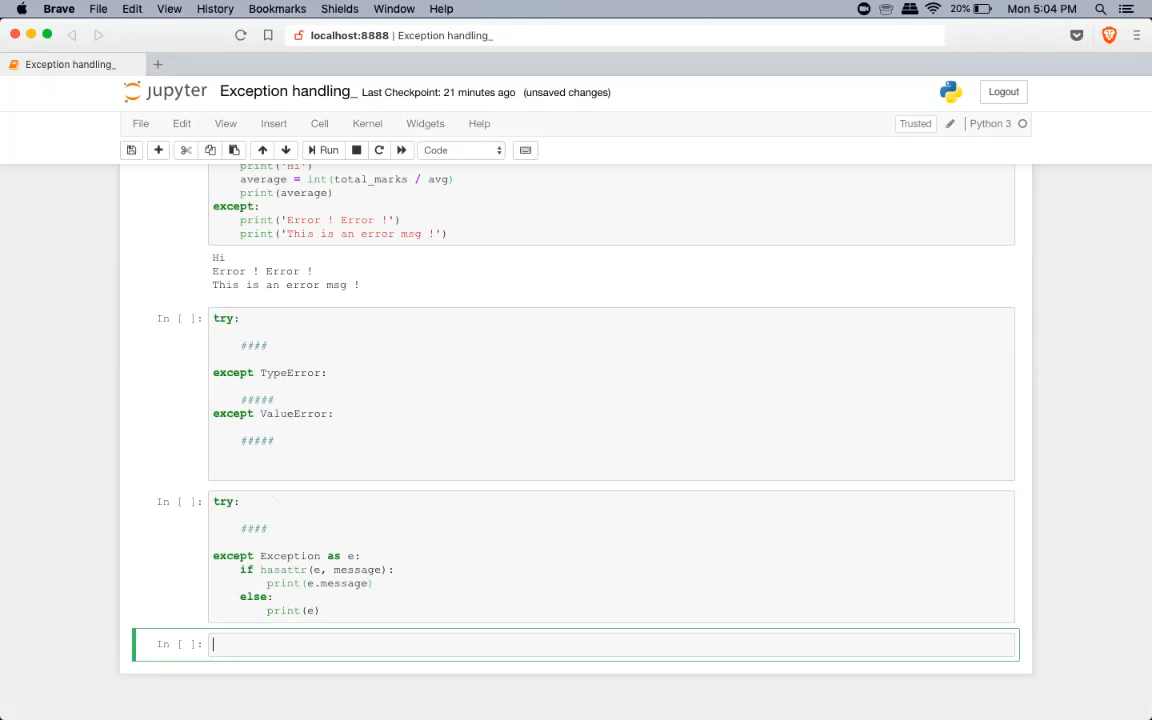 Brave File Edit View History Bookmarks Shields Window Help 20% Mon 5:04 PM
localhost:8888 | Exception handling_
Exception handling_
jupyter Exception handling_ Last Checkpoint: 21 minutes ago (unsaved changes) Logout
File Edit View Insert Cell Kernel Widgets Help Trusted Python 3
Run Code
print('Hi')
average = int(total_marks / avg)
print(average)
except:
print('Error ! Error !')
print('This is an error msg !')
Hi
Error ! Error !
This is an error msg !
In [ ]: try:
####
except TypeError:
#####
except ValueError:
#####
In [ ]: try:
####
except Exception as e:
if hasattr(e, message):
print(e.message)
else:
print(e)
In [ ]: